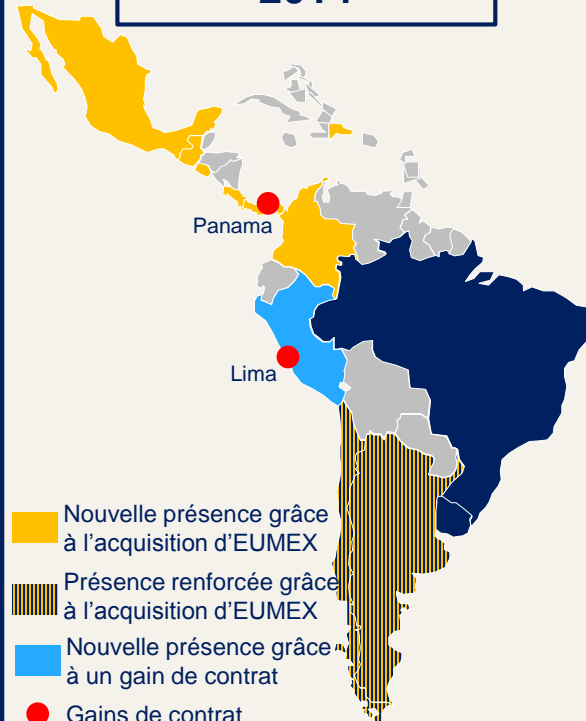 Panama
Lima
Nouvelle présence grâce
à l'acquisition d'EUMEX
Présence renforcée grâce
à l'acquisition d'EUMEX
Nouvelle présence grâce
à un gain de contrat
Gains de contrat